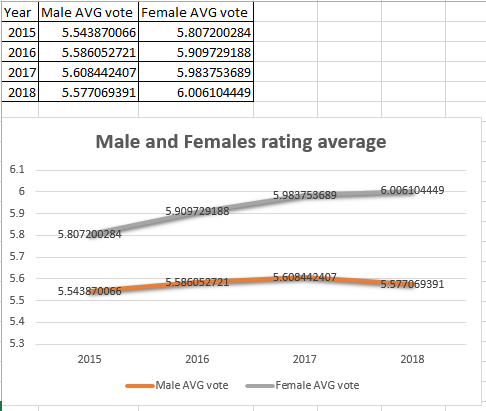 Year Male AVG vote Female AVG vote
2015 5.543870066 5.807200284
2016 5.586052721 5.909729188
2017 5.608442407 5.983753689
2018 5.577069391 6.006104449
Male and Females rating average
6.1
6
5.9
5.8
5.7
5.6
5.5
5.4
5.3
5.807200284
5.909729188
5.983753689
6.006104449
5.543870066
5.586052721
5.608442407
5.577069391
2015 2016 2017 2018
Male AVG vote Female AVG vote